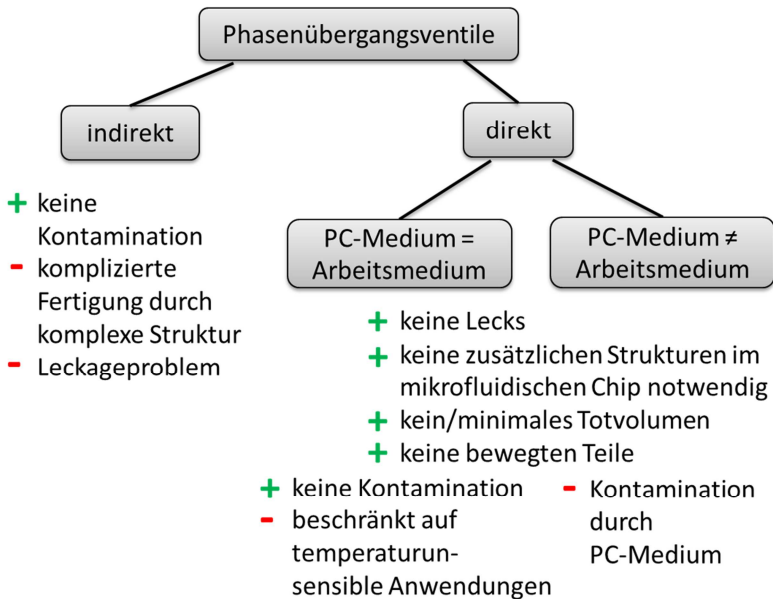 Phasenübergangsventile
indirekt
direkt
+ keine
Kontamination
- komplizierte
Fertigung durch
komplexe Struktur
- Leckageproblem
PC-Medium =
Arbeitsmedium
PC-Medium ≠
Arbeitsmedium
+ keine Lecks
+ keine zusätzlichen Strukturen im
mikrofluidischen Chip notwendig
+ kein/minimales Totvolumen
+ keine bewegten Teile
+ keine Kontamination
- beschränkt auf
temperaturun-
sensible Anwendungen
- Kontamination
durch
PC-Medium